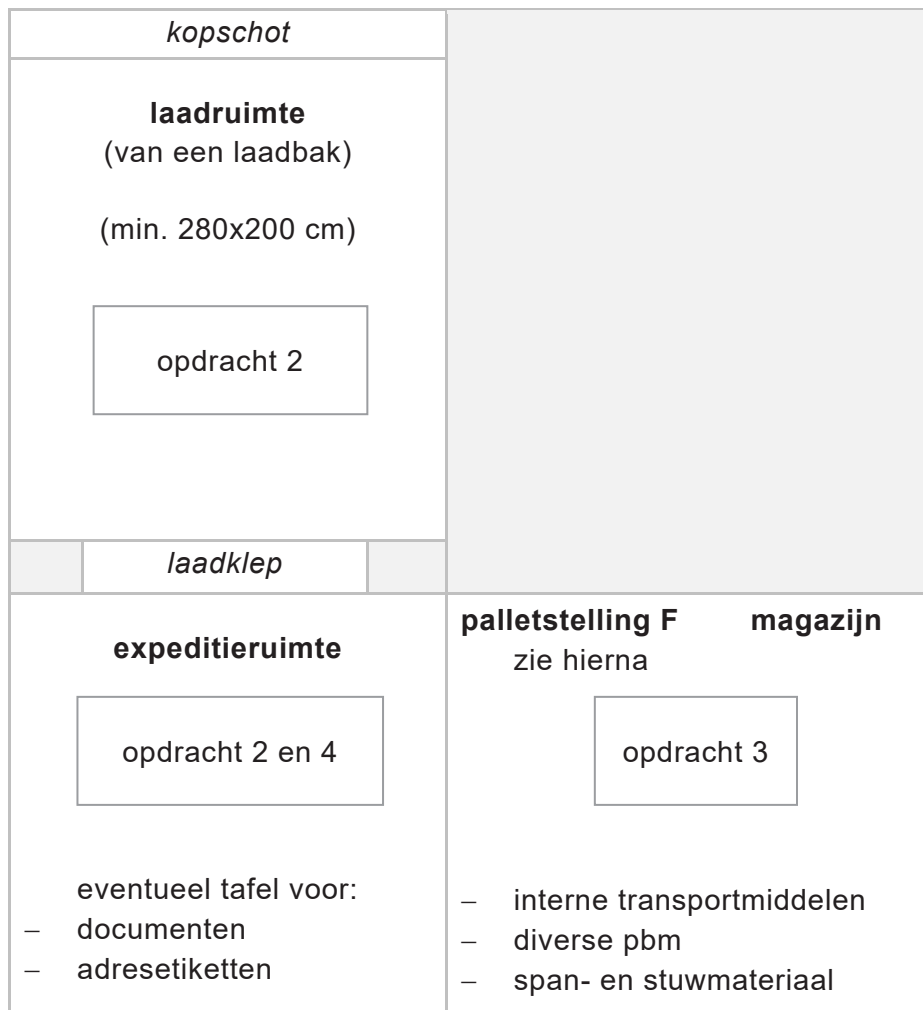 kopschot
laadruimte
(van een laadbak)
(min. 280x200 cm)
opdracht 2
laadklep
expeditieruimte
opdracht 2 en 4
eventueel tafel voor:
– documenten
– adresetiketten
palletstelling F magazijn
zie hierna
opdracht 3
– interne transportmiddelen
– diverse pbm
– span- en stuwmateriaal